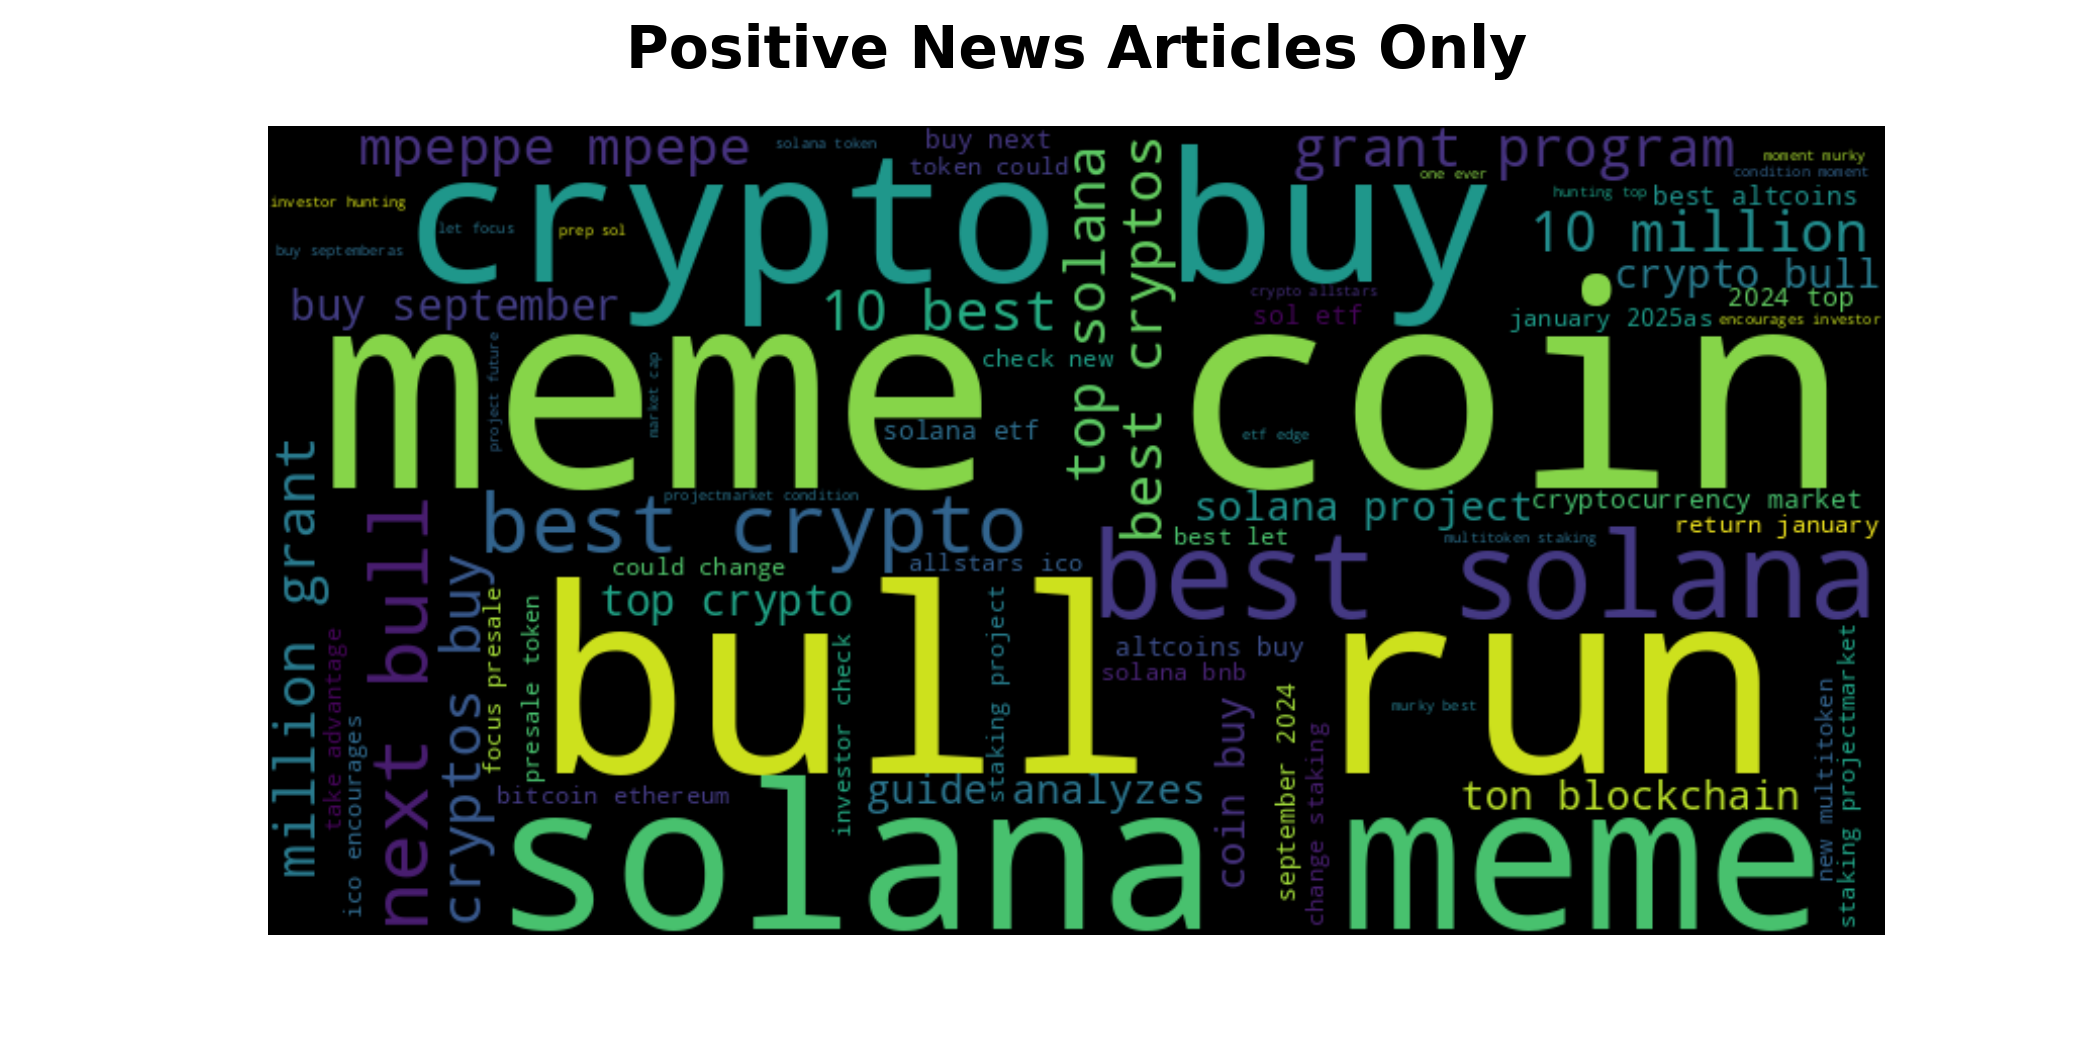 Positive News Articles Only
mpeppe mpepe
solana token
buy next
token could
grant program
moment murky
condition moment
one ever
investor hunting
let focus
prep sol
buy septemberas
crypto buy
top solana
best cryptos
hunting top
best altcoins
10 million
crypto bull
buy september
10 best
crypto allstars
sol etf
2024 top
january 2025as
encourages investor
meme coin
project future
market cap
check new
solana etf
etf edge
million grant
next bull
projectmarket condition
best crypto
solana project
cryptocurrency market
return january
best let
multitoken staking
best solana
could change
allstars ico
top crypto
bull run
cryptos buy
focus presale
presale token
investor check
staking project
altcoins buy
solana bnb
murky best
take advantage
ico encourages
bitcoin ethereum
guide analyzes
coin buy
september 2024
change staking
ton blockchain
new multitoken
staking projectmarket
solana meme